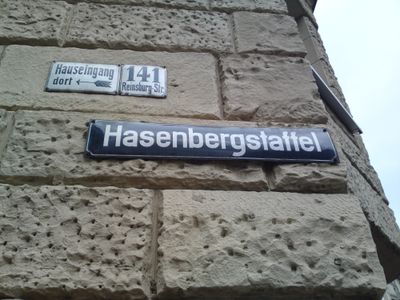 Hauseingang
dort
141
Reinsburg-Str.
Hasenbergstaffel